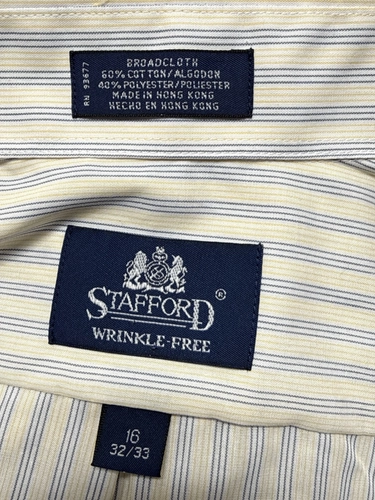 BROADCLOTH
60% COTTON/ALGODON
40% POLYESTER/POLIESTER
MADE IN HONG KONG
HECHO EN HONG KONG
RN 93677
STAFFORD®
WRINKLE-FREE
16
32/33